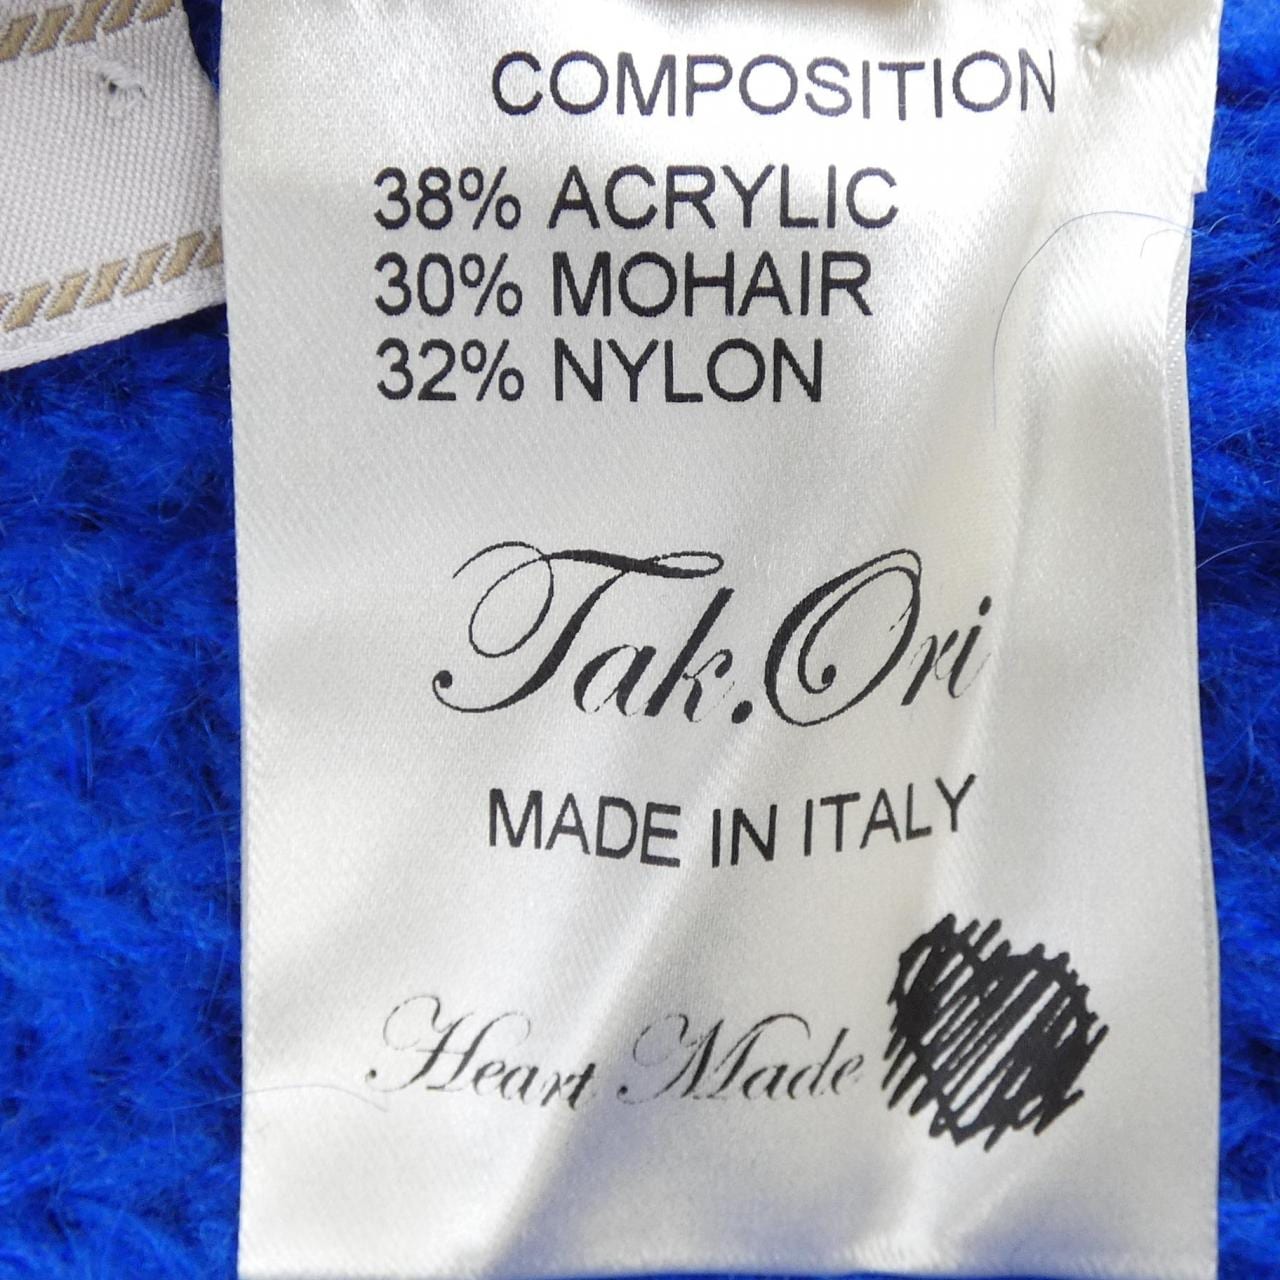 COMPOSITION
38% ACRYLIC
30% MOHAIR
32% NYLON
Tak.Ori
MADE IN ITALY
Heart Made